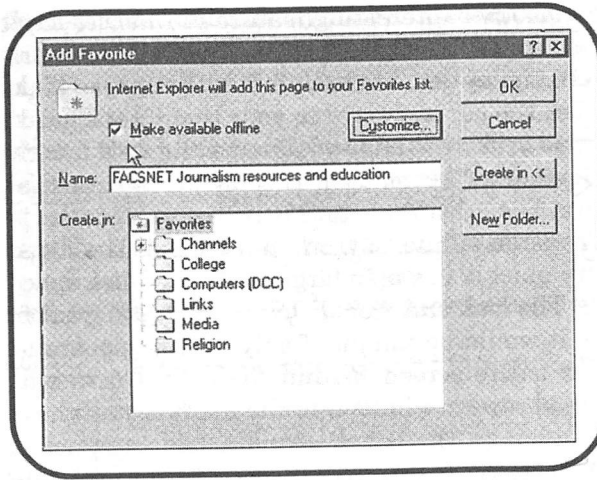 Add Favorite
Internet Explorer will add this page to your Favorites list.
OK
Make available offline
Customize...
Cancel
Name: FACSNET Journalism resources and education
Create in <<
Create in:
Favorites
New Folder...
Channels
College
Computers (DCC)
Links
Media
Religion